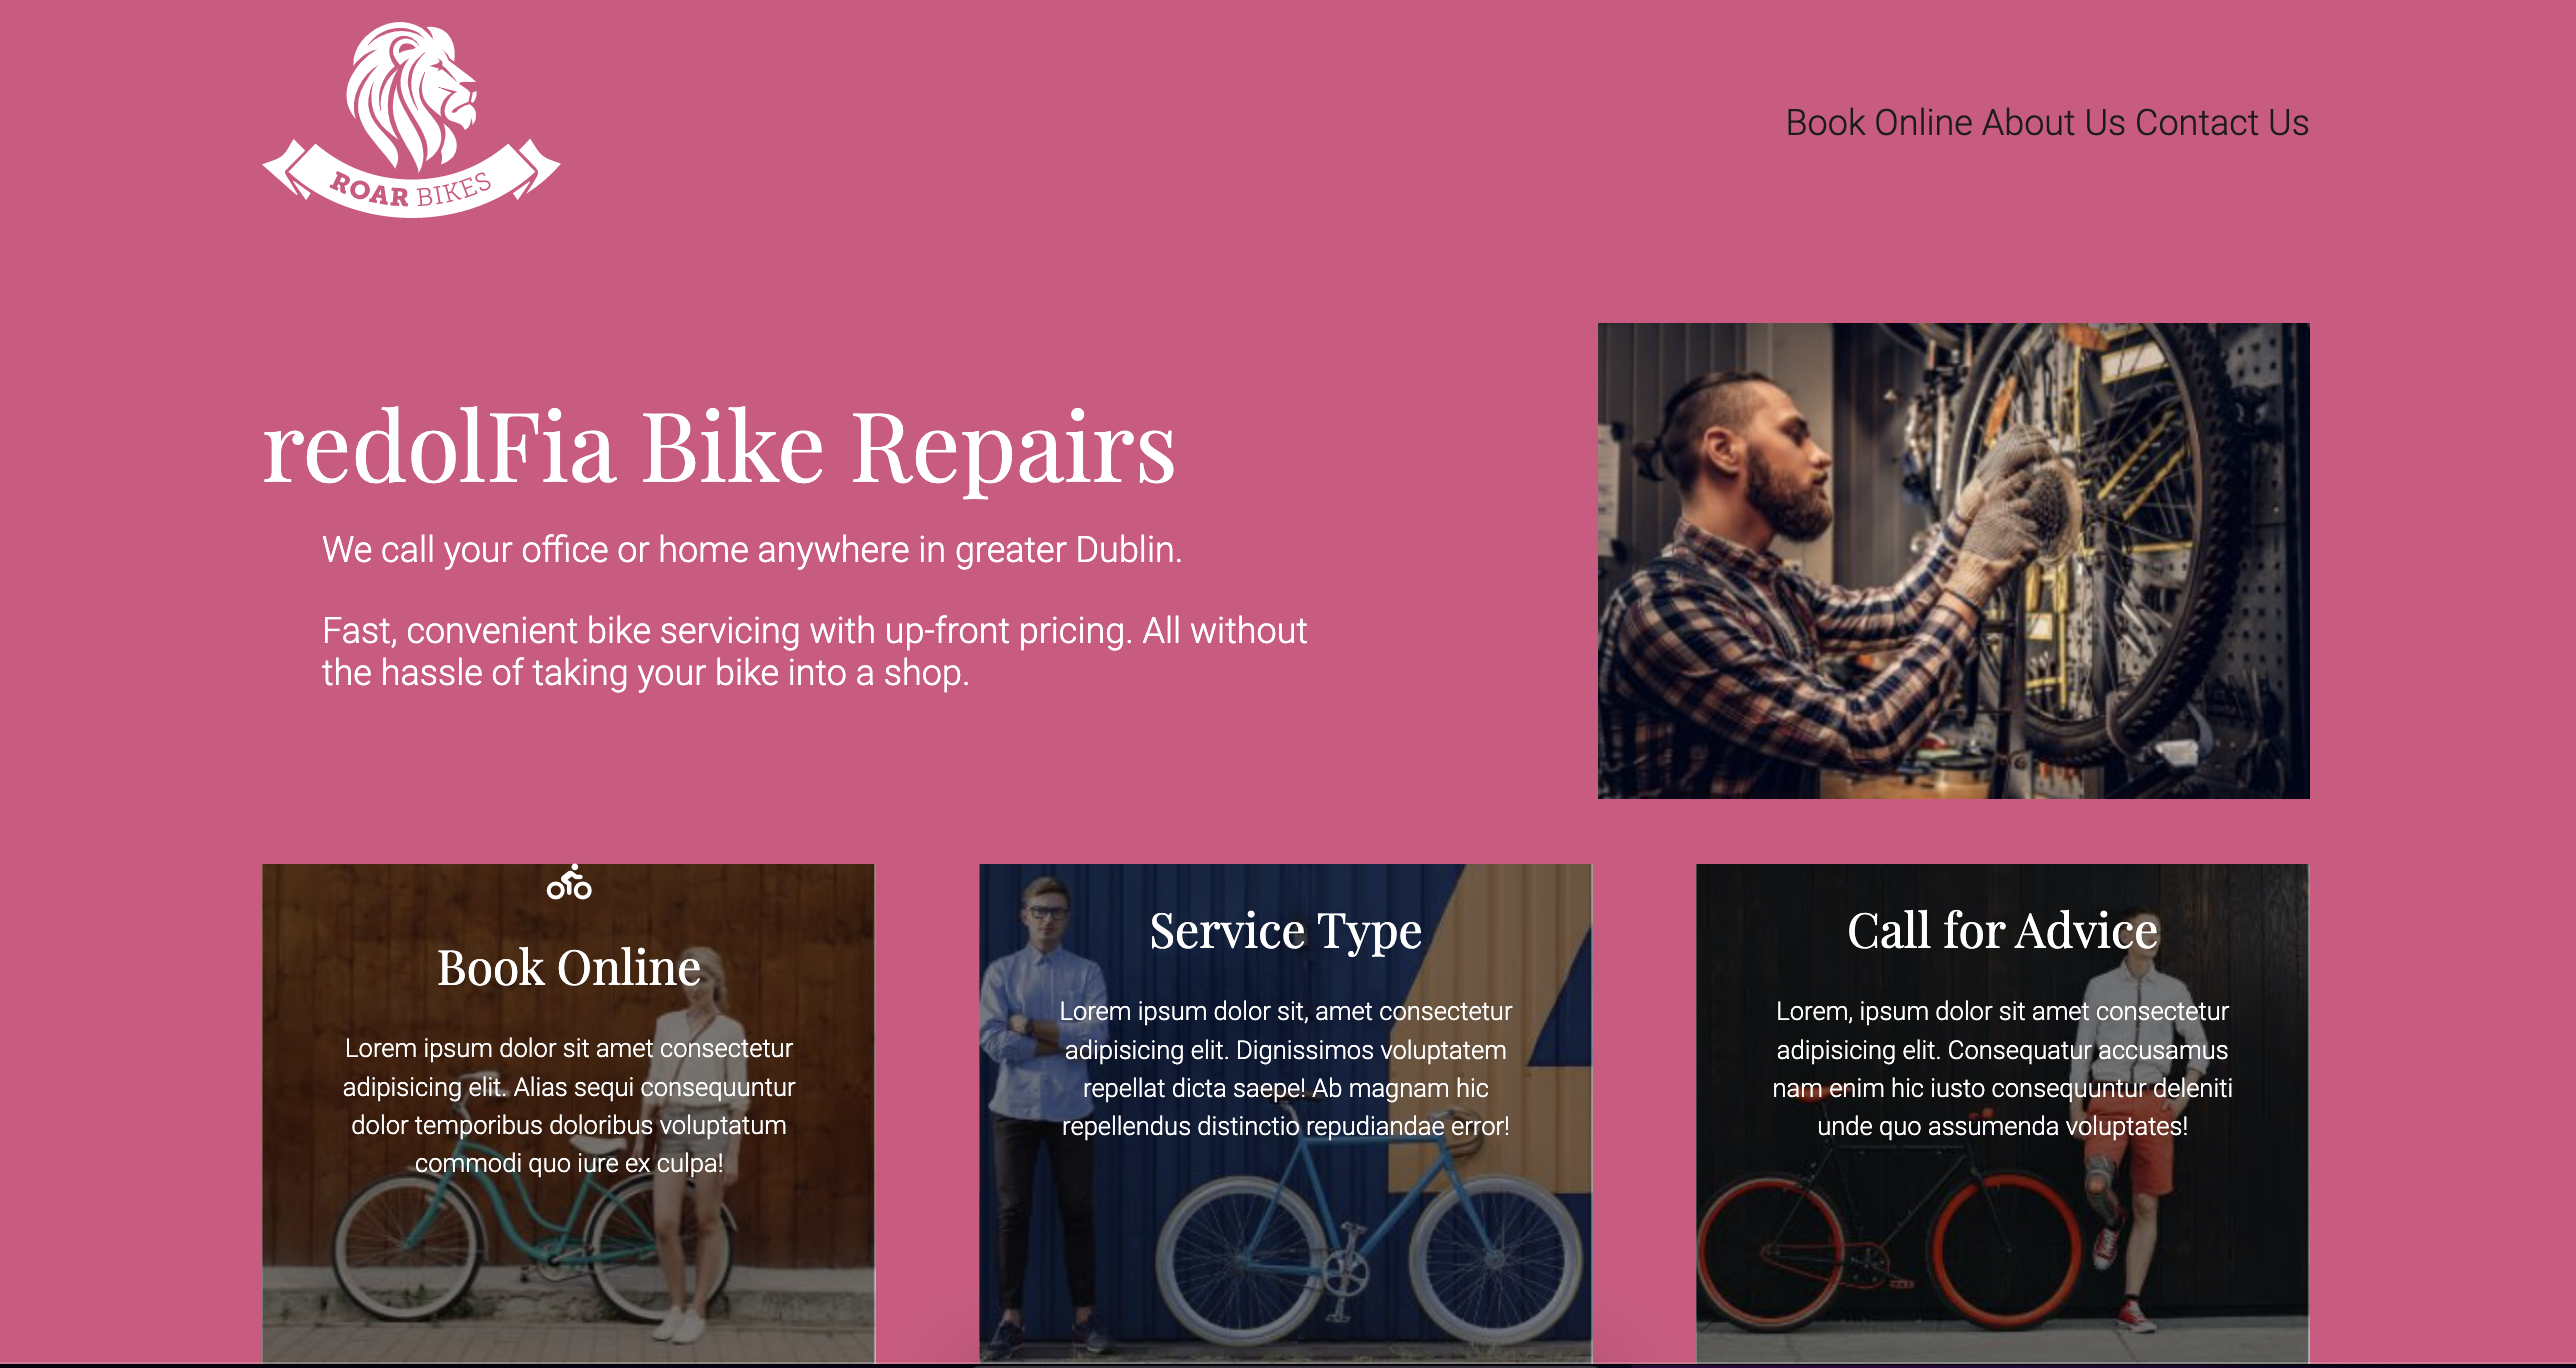 ROAR BIKES
Book Online About Us Contact Us
redolFia Bike Repairs
We call your office or home anywhere in greater Dublin.
Fast, convenient bike servicing with up-front pricing. All without
the hassle of taking your bike into a shop.
Book Online
Lorem ipsum dolor sit amet consectetur
adipisicing elit. Alias sequi consequuntur
dolor temporibus doloribus voluptatum
commodi quo iure ex culpa!
Service Type
Lorem ipsum dolor sit, amet consectetur
adipisicing elit. Dignissimos voluptatem
repellat dicta saepe! Ab magnam hic
repellendus distinctio repudiandae error!
Call for Advice
Lorem, ipsum dolor sit amet consectetur
adipisicing elit. Consequatur accusamus
nam enim hic iusto consequuntur deleniti
unde quo assumenda voluptates!